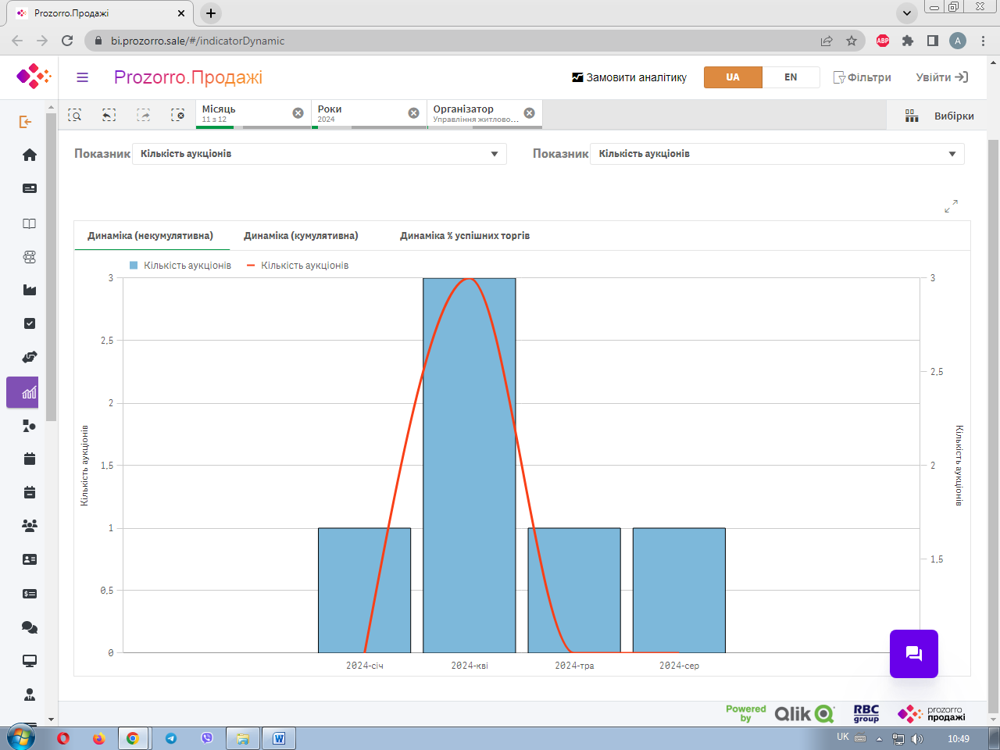 Prozorro.Продажі
bi.prozorro.sale/#/indicatorDynamic
ABP
A
Prozorro.Продажі
Замовити аналітику
UA
EN
Фільтри
Увійти
Місяць
11 з 12
Роки
2024
Організатор
Управління житлово...
Вибірки
Показник
Кількість аукціонів
Показник
Кількість аукціонів
Динаміка (некумулятивна)
Динаміка (кумулятивна)
Динаміка % успішних торгів
Кількість аукціонів
Кількість аукціонів
3
2,5
2
1,5
1
0,5
0
Кількість аукціонів
3
2,5
2
1,5
Кількість аукціонів
2024-січ
2024-кві
2024-тра
2024-сер
Powered
by
Qlik
RBC
group
prozorro
продажі
UK
10:49